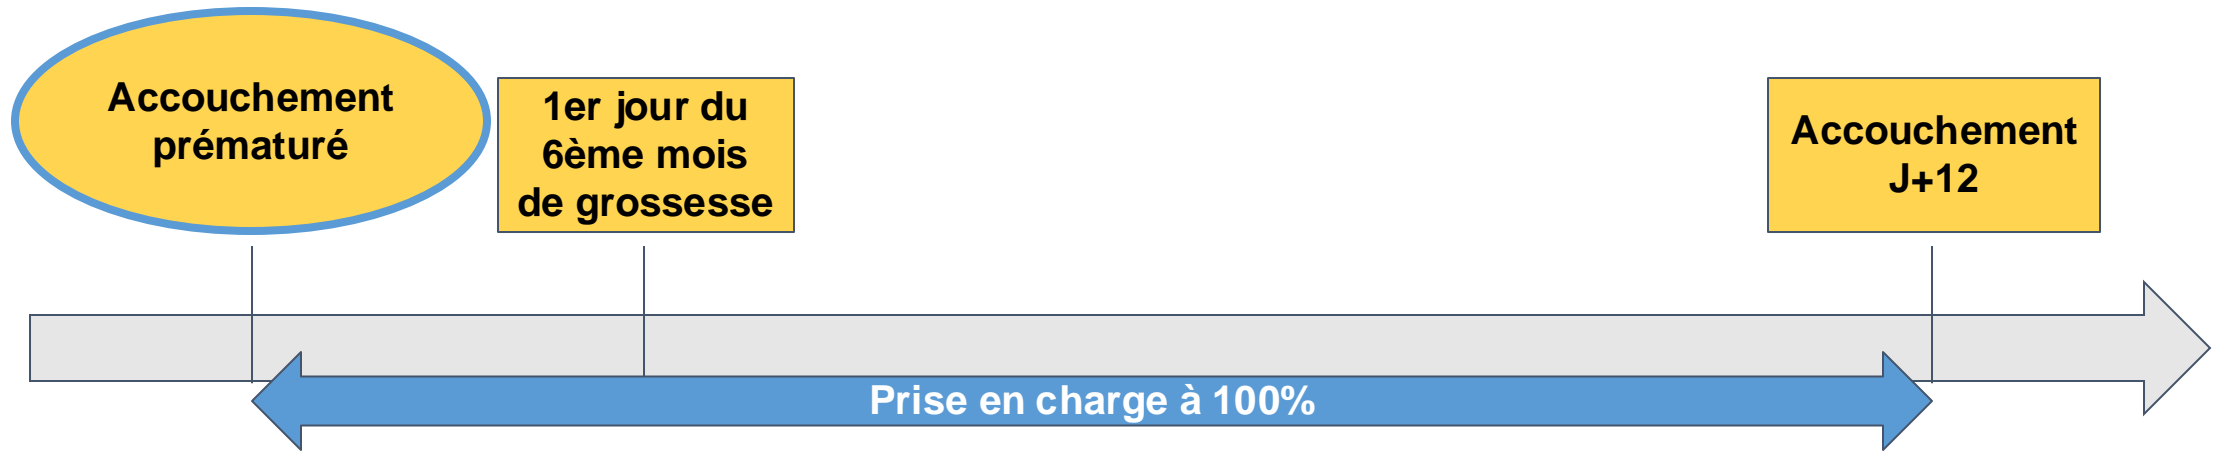 Accouchement
prématuré
1er jour du
6ème mois
de grossesse
Accouchement
J+12
Prise en charge à 100%